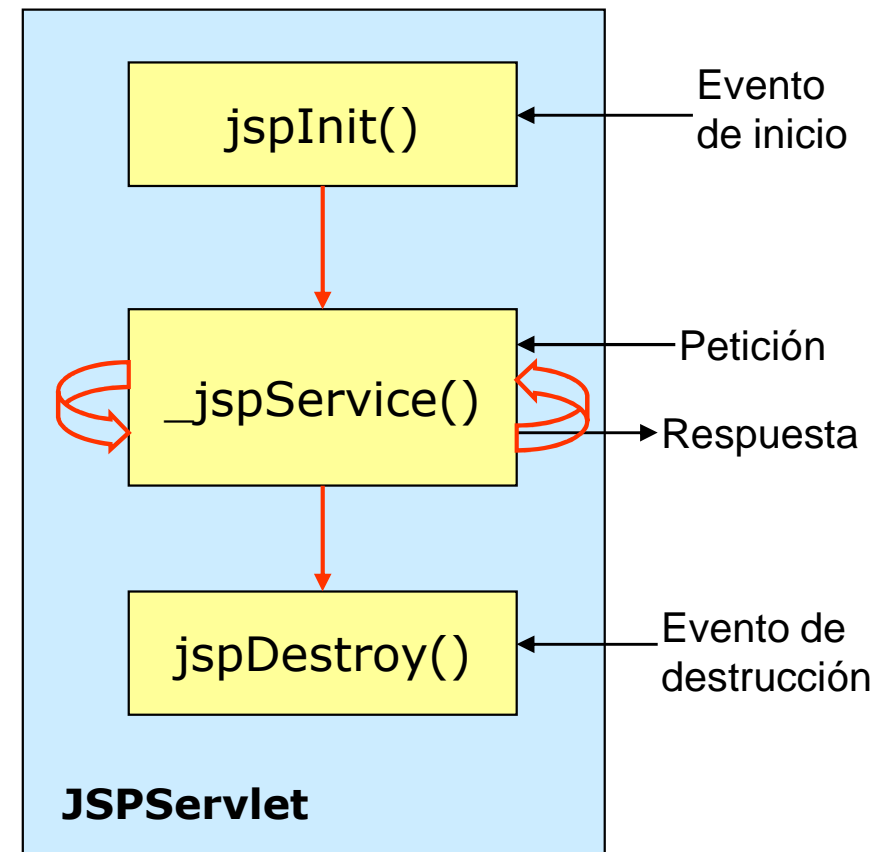 jspInit()
Evento
de inicio
_jspService()
Petición
Respuesta
jspDestroy()
Evento de
destrucción
JSPServlet